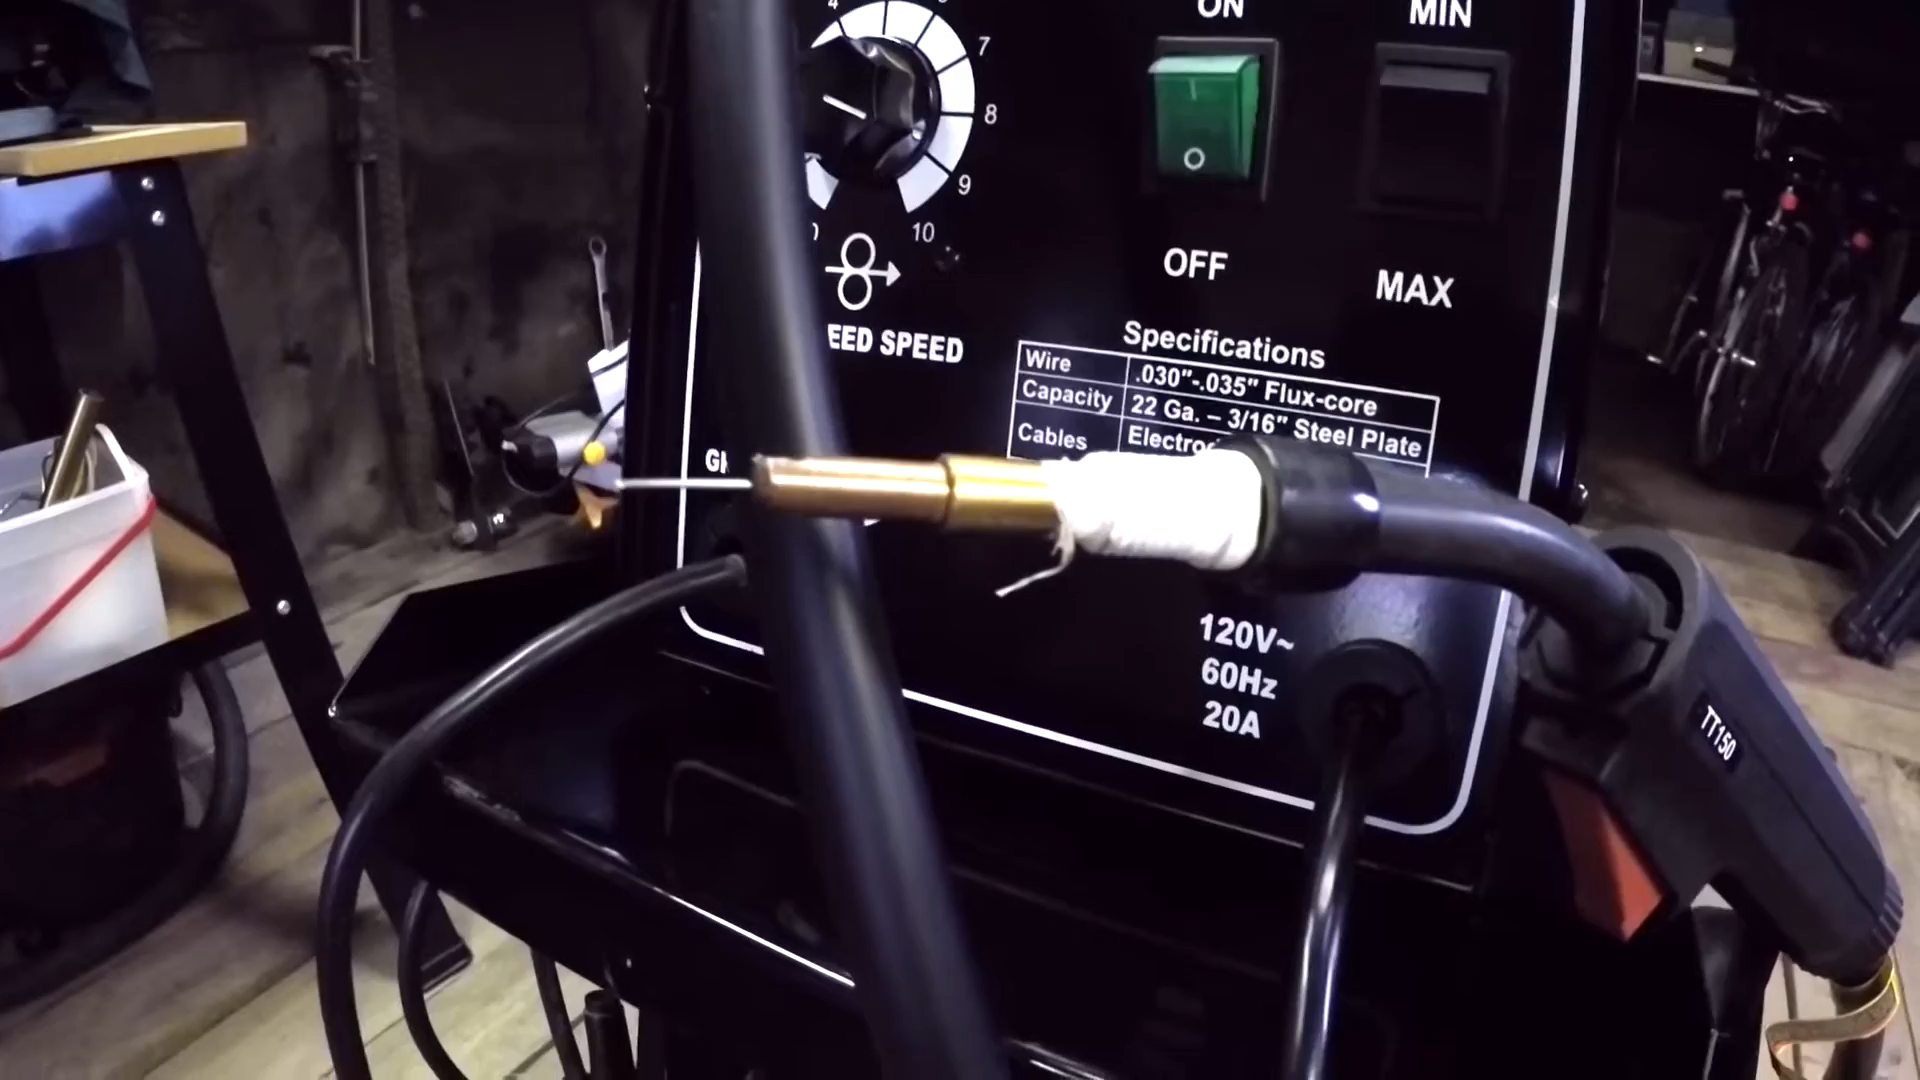 ON
MIN
7
8
9
10
OFF
MAX
EED SPEED
Specifications
Wire .030"-.035" Flux-core
Capacity 22 Ga. – 3/16" Steel Plate
Cables
120V~
60Hz
20A
TT150